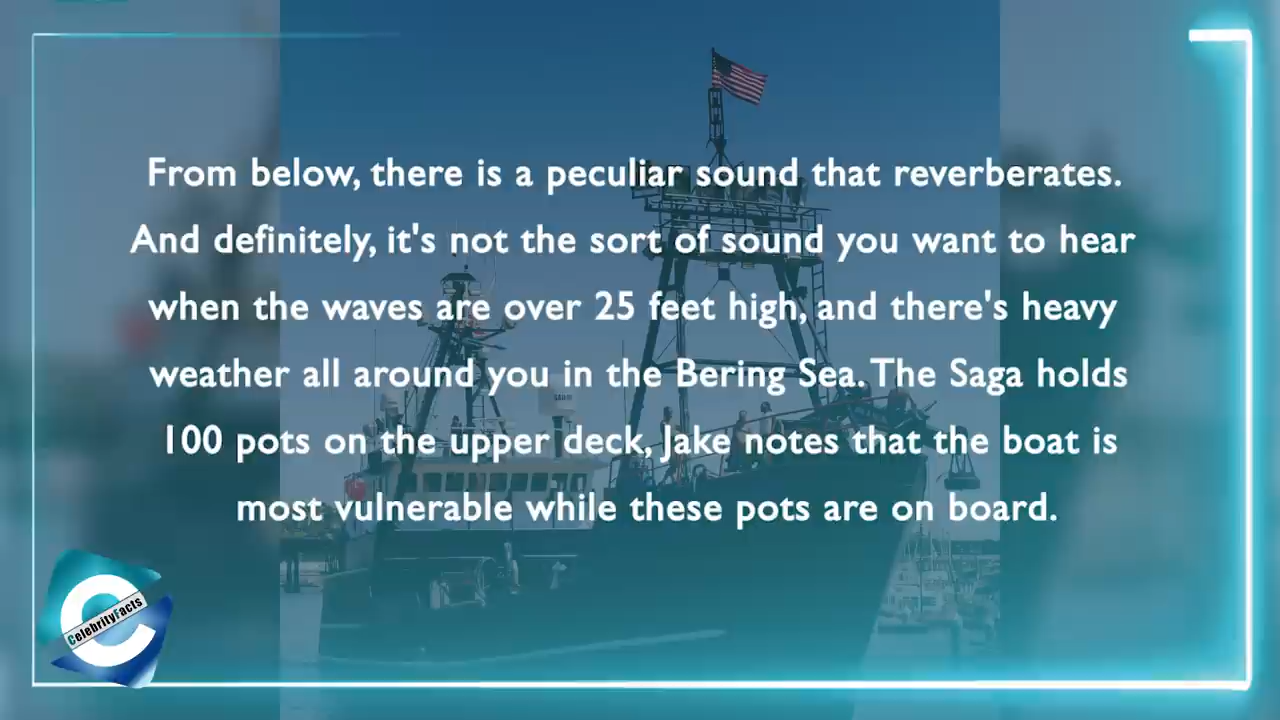 From below, there is a peculiar sound that reverberates.
And definitely, it's not the sort of sound you want to hear
when the waves are over 25 feet high, and there's heavy
weather all around you in the Bering Sea. The Saga holds
100 pots on the upper deck, Jake notes that the boat is
most vulnerable while these pots are on board.
CelebrityFacts